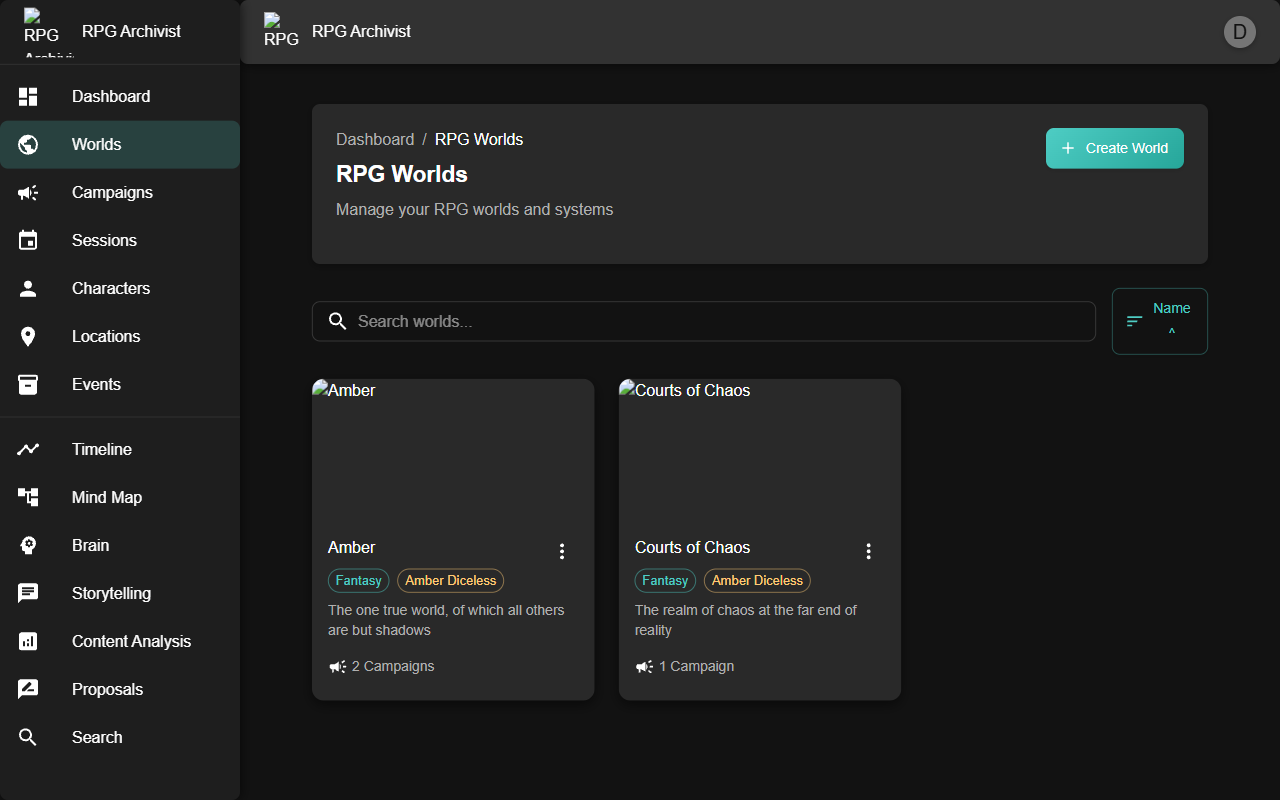 RPG
Archivist
RPG Archivist
Dashboard
Worlds
Campaigns
Sessions
Characters
Locations
Events
Timeline
Mind Map
Brain
Storytelling
Content Analysis
Proposals
Search
RPG
RPG Archivist
D
Dashboard / RPG Worlds
RPG Worlds
Manage your RPG worlds and systems
Create World
Search worlds...
Name
^
Amber
Amber
Fantasy
Amber Diceless
The one true world, of which all others
are but shadows
2 Campaigns
Courts of Chaos
Courts of Chaos
Fantasy
Amber Diceless
The realm of chaos at the far end of
reality
1 Campaign